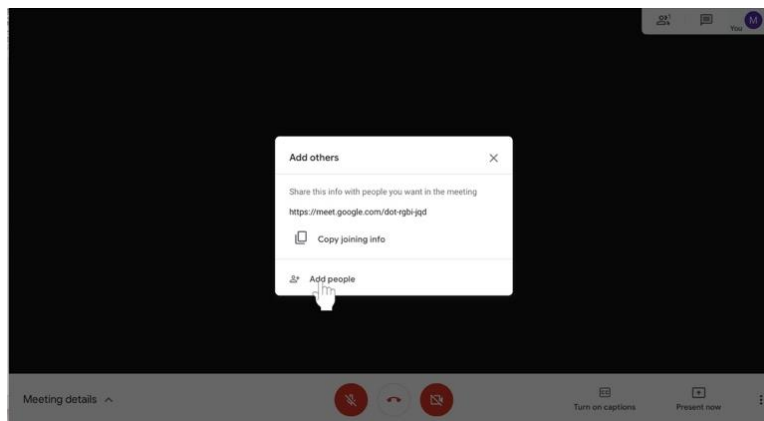 You
M
Add others
Share this info with people you want in the meeting
https://meet.google.com/dot-rgbi-jqd
Copy joining info
Add people
Meeting details
Turn on captions
Present now